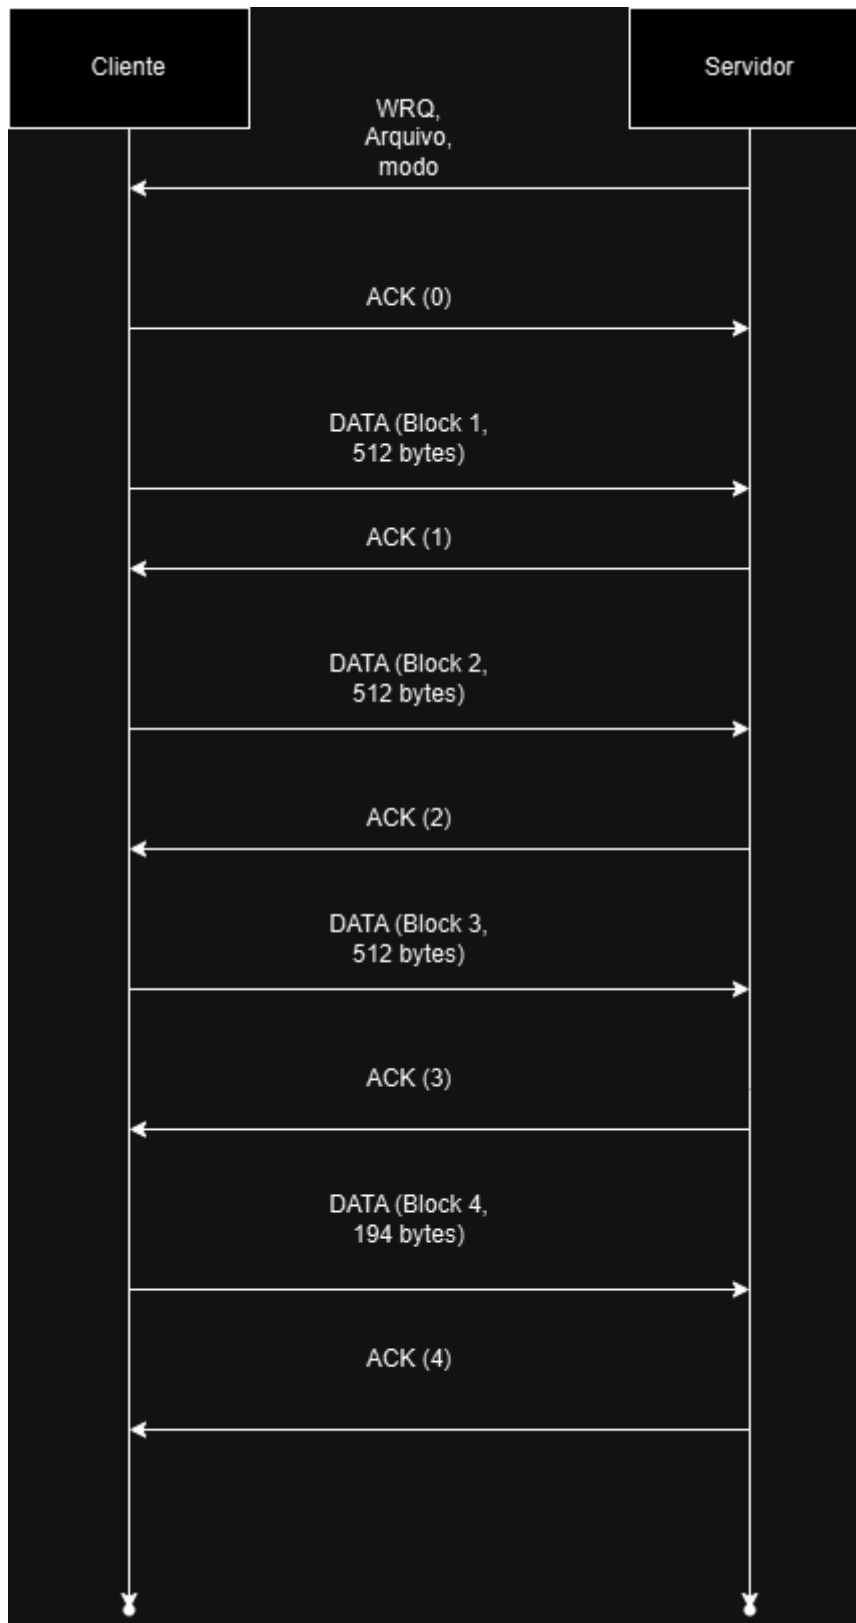 Cliente
Servidor
WRQ,
Arquivo,
modo
ACK (0)
DATA (Block 1,
512 bytes)
ACK (1)
DATA (Block 2,
512 bytes)
ACK (2)
DATA (Block 3,
512 bytes)
ACK (3)
DATA (Block 4,
194 bytes)
ACK (4)